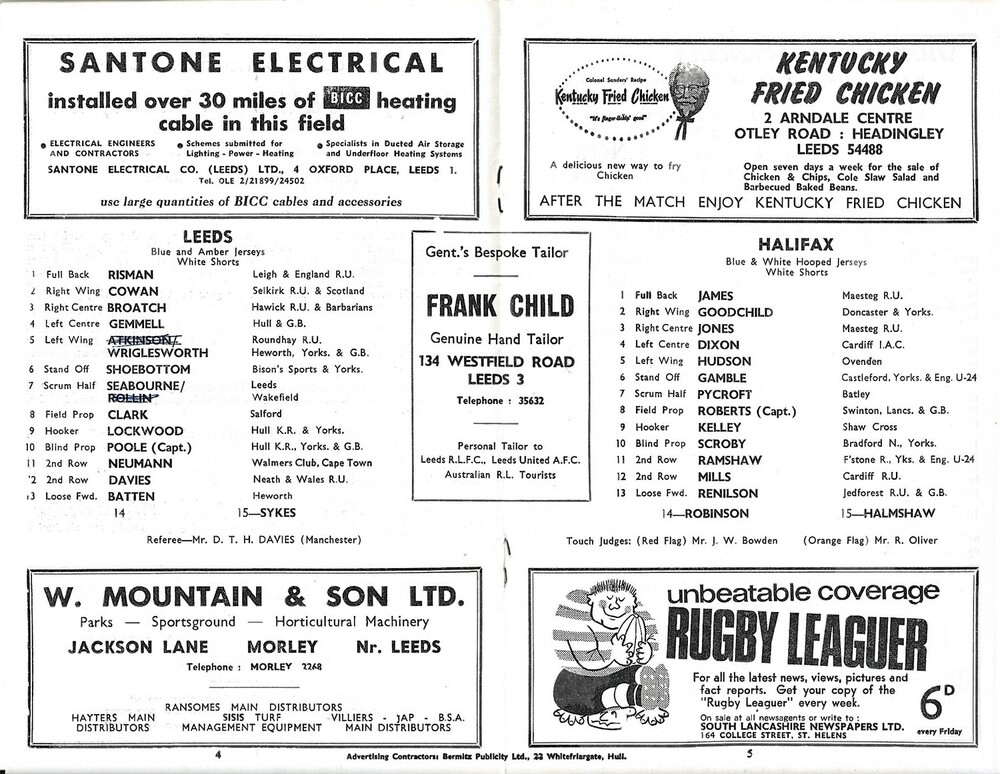 SANTONE ELECTRICAL
installed over 30 miles of BICC heating
cable in this field
• ELECTRICAL ENGINEERS
AND CONTRACTORS
• Schemes submitted for
Lighting - Power - Heating
• Specialists in Ducted Air Storage
and Underfloor Heating Systems
SANTONE ELECTRICAL CO. (LEEDS) LTD., 4 OXFORD PLACE, LEEDS 1.
Tel. OLE 2/21899/24502
use large quantities of BICC cables and accessories
Colonel Sanders' Recipe
Kentucky Fried Chicken
"It's finger-lickin' good"
A delicious new way to fry
Chicken
KENTUCKY
FRIED CHICKEN
2 ARNDALE CENTRE
OTLEY ROAD : HEADINGLEY
LEEDS 54488
Open seven days a week for the sale of
Chicken & Chips, Cole Slaw Salad and
Barbecued Baked Beans.
AFTER THE MATCH ENJOY KENTUCKY FRIED CHICKEN
LEEDS
Blue and Amber Jerseys
White Shorts
1 Full Back RISMAN Leigh & England R.U.
2 Right Wing COWAN Selkirk R.U. & Scotland
3 Right Centre BROATCH Hawick R.U. & Barbarians
4 Left Centre GEMMELL Hull & G.B.
5 Left Wing ATKINSON/ Roundhay R.U.
WRIGLESWORTH Heworth, Yorks. & G.B.
6 Stand Off SHOEBOTTOM Bison's Sports & Yorks.
7 Scrum Half SEABOURNE/ Leeds
ROLLIN Wakefield
8 Field Prop CLARK Salford
9 Hooker LOCKWOOD Hull K.R. & Yorks.
10 Blind Prop POOLE (Capt.) Hull K.R., Yorks. & G.B.
11 2nd Row NEUMANN Walmers Club, Cape Town
'2 2nd Row DAVIES Neath & Wales R.U.
13 Loose Fwd. BATTEN Heworth
14 15—SYKES
Referee—Mr. D. T. H. DAVIES (Manchester)
Gent.'s Bespoke Tailor
FRANK CHILD
Genuine Hand Tailor
134 WESTFIELD ROAD
LEEDS 3
Telephone : 35632
Personal Tailor to
Leeds R.L.F.C., Leeds United A.F.C.
Australian R.L. Tourists
HALIFAX
Blue & White Hooped Jerseys
White Shorts
1 Full Back JAMES Maesteg R.U.
2 Right Wing GOODCHILD Doncaster & Yorks.
3 Right Centre JONES Maesteg R.U.
4 Left Centre DIXON Cardiff I.A.C.
5 Left Wing HUDSON Ovenden
6 Stand Off GAMBLE Castleford, Yorks. & Eng. U-24
7 Scrum Half PYCROFT Batley
8 Field Prop ROBERTS (Capt.) Swinton, Lancs. & G.B.
9 Hooker KELLEY Shaw Cross
10 Blind Prop SCROBY Bradford N., Yorks.
11 2nd Row RAMSHAW F'stone R., Yks. & Eng. U-24
12 2nd Row MILLS Cardiff R.U.
13 Loose Fwd. RENILSON Jedforest R.U. & G.B.
14—ROBINSON 15—HALMSHAW
Touch Judges: (Red Flag) Mr. J. W. Bowden (Orange Flag) Mr. R. Oliver
W. MOUNTAIN & SON LTD.
Parks — Sportsground — Horticultural Machinery
JACKSON LANE MORLEY Nr. LEEDS
Telephone : MORLEY 2268
RANSOMES MAIN DISTRIBUTORS
HAYTERS MAIN
DISTRIBUTORS
SISIS TURF
MANAGEMENT EQUIPMENT
VILLIERS - JAP - B.S.A.
MAIN DISTRIBUTORS
unbeatable coverage
RUGBY LEAGUER
For all the latest news, views, pictures and
fact reports. Get your copy of the
"Rugby Leaguer" every week.
On sale at all newsagents or write to :
SOUTH LANCASHIRE NEWSPAPERS LTD.
164 COLLEGE STREET, ST. HELENS
6D
every Friday
4
Advertising Contractors: Bermitz Publicity Ltd., 22 Whitefriargate, Hull.
5